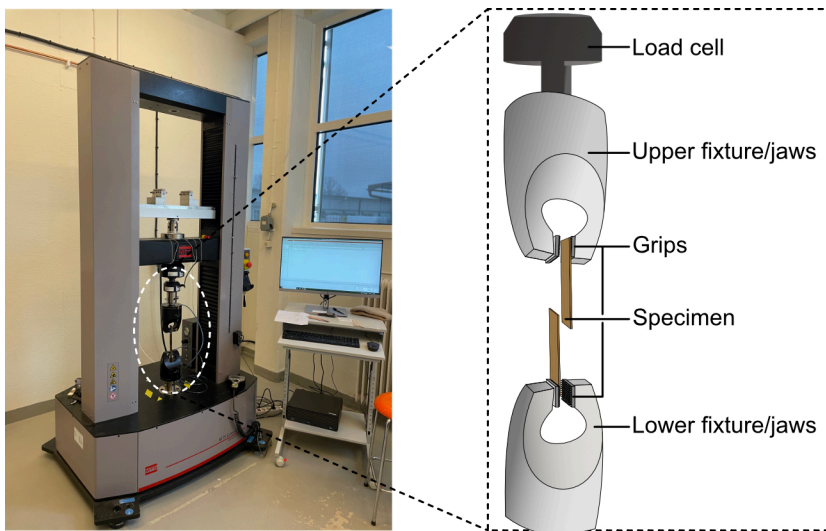 Load cell
Upper fixture/jaws
Grips
Specimen
Lower fixture/jaws